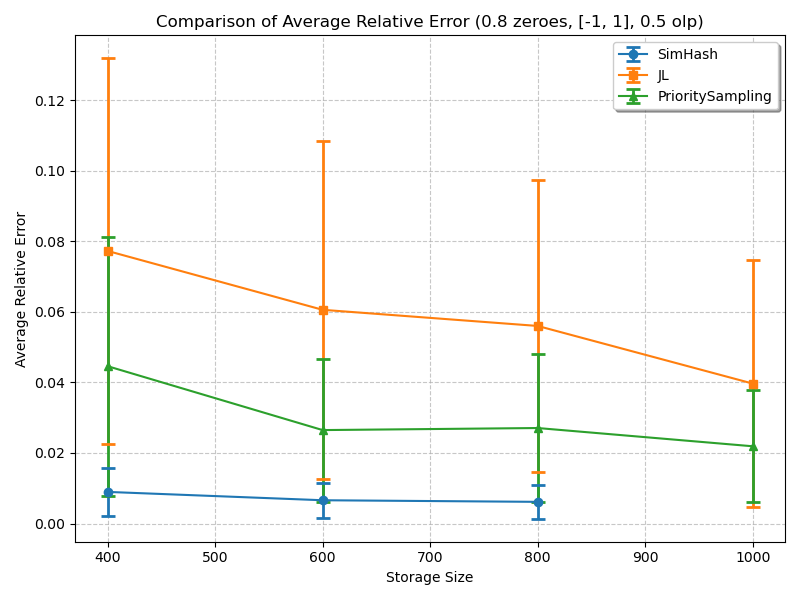 Comparison of Average Relative Error (0.8 zeroes, [-1, 1], 0.5 olp)
SimHash
JL
PrioritySampling
Average Relative Error
0.12
0.10
0.08
0.06
0.04
0.02
0.00
400
500
600
700
800
900
1000
Storage Size